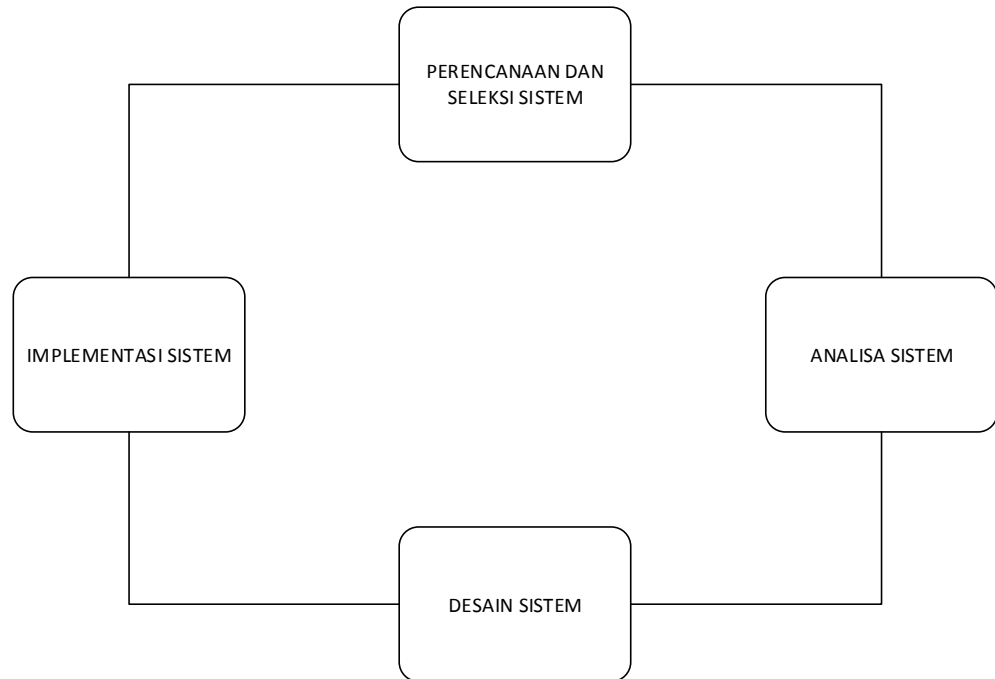 PERENCANAAN DAN
SELEKSI SISTEM
IMPLEMENTASI SISTEM
ANALISA SISTEM
DESAIN SISTEM